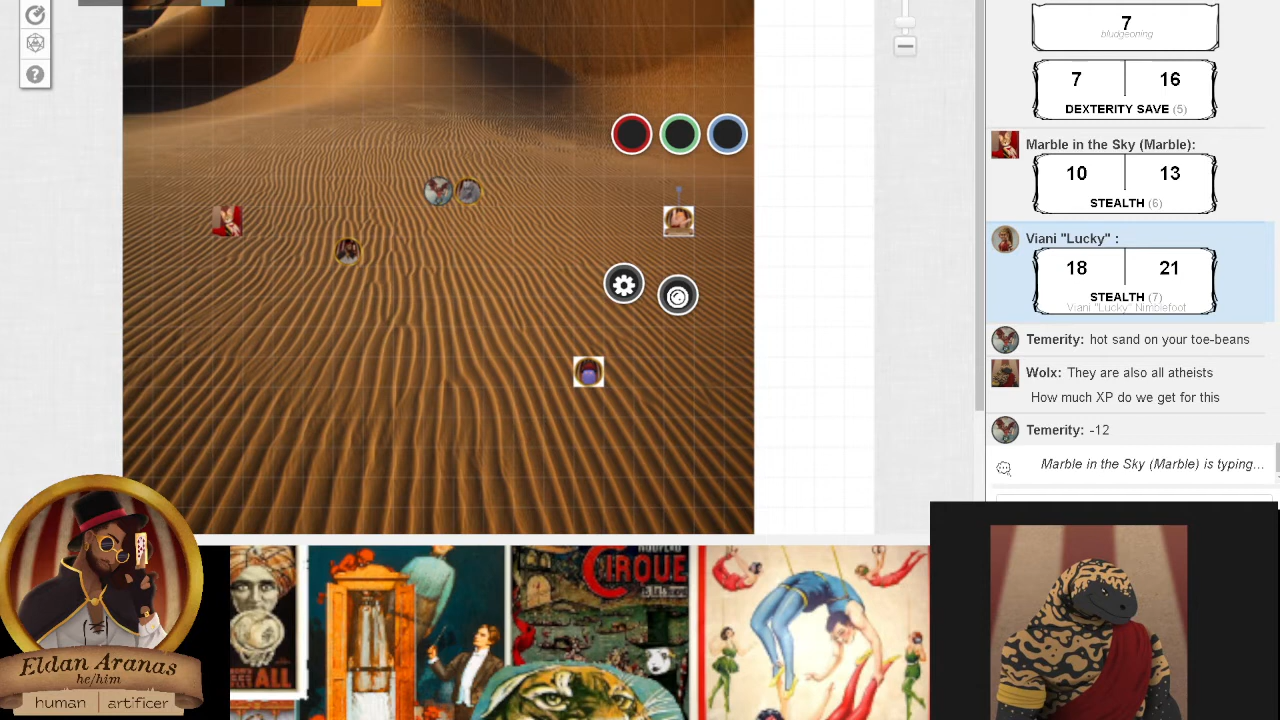 7
bludgeoning
7 16
DEXTERITY SAVE (5)
Marble in the Sky (Marble):
10 13
STEALTH (6)
Viani "Lucky" :
18 21
STEALTH (7)
Viani "Lucky" Nimblefoot
Temerity: hot sand on your toe-beans
Wolx: They are also all atheists
How much XP do we get for this
Temerity: -12
Marble in the Sky (Marble) is typing...
?
Eldan Aranas
he/him
human | artificer
ALL
CIRQUE